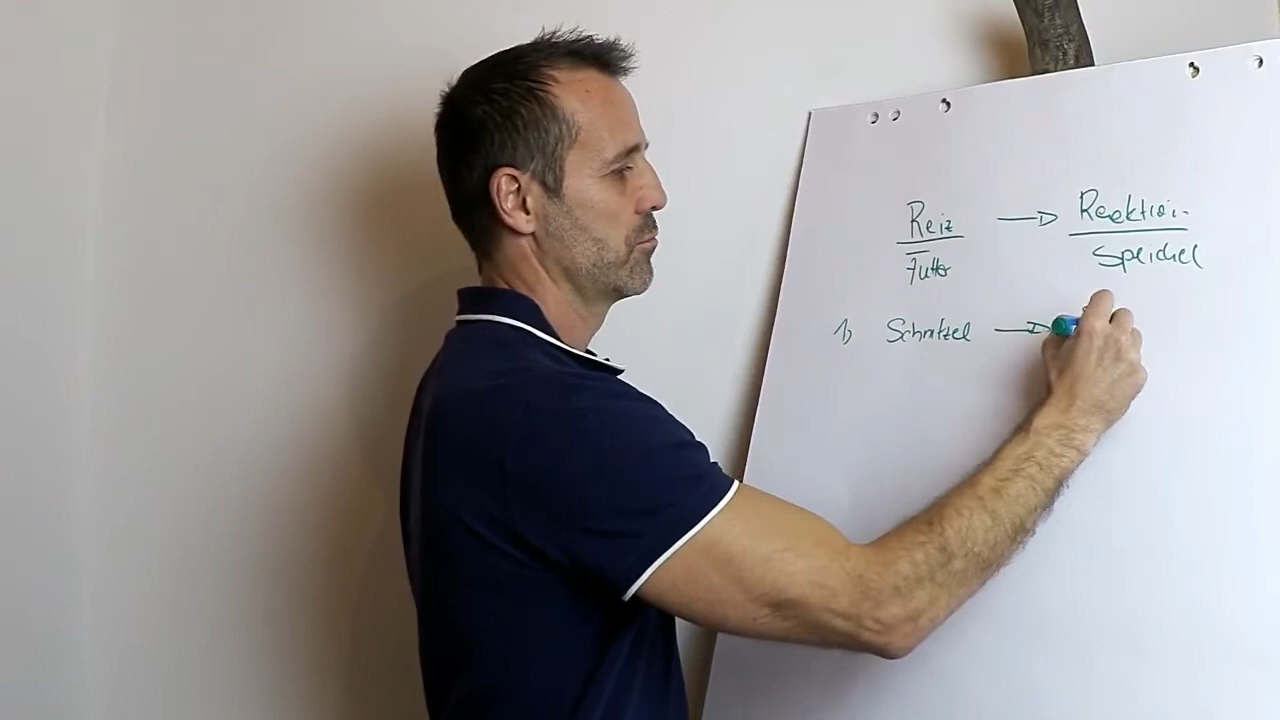 Reiz → Reaktion
Futter Speichel
1) Schnitzel →